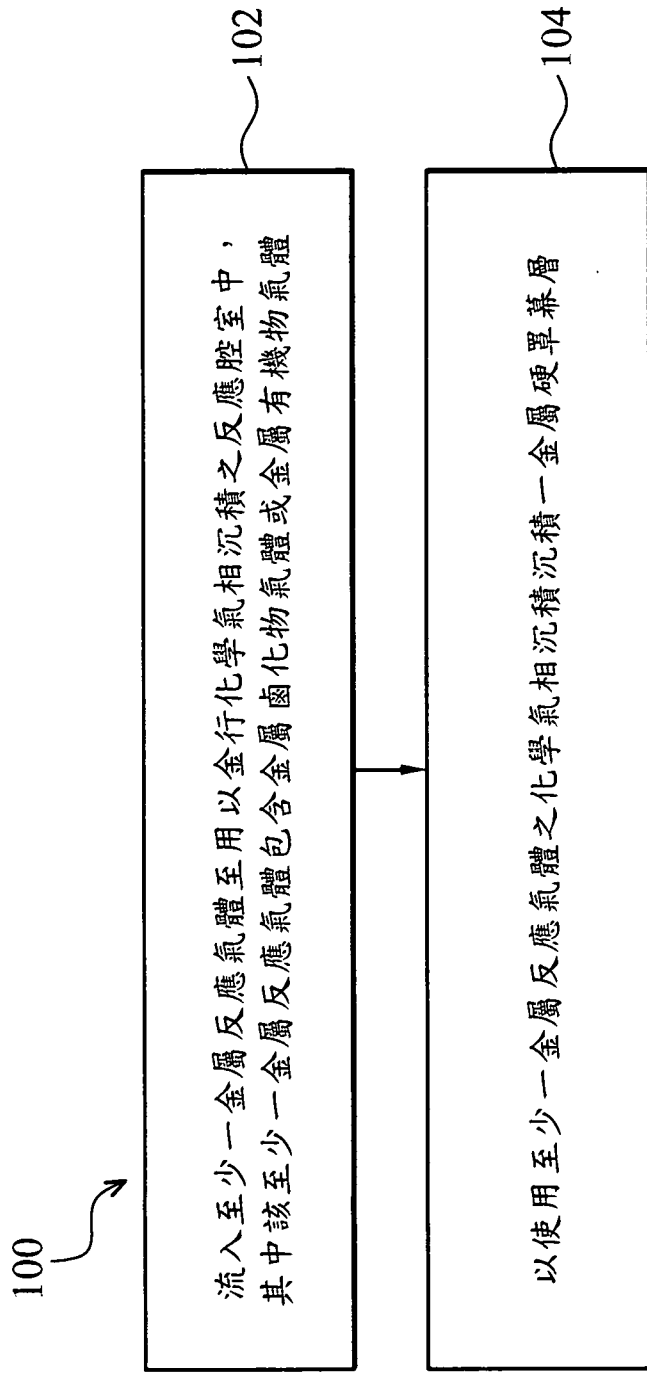 100
流入至少一金屬反應氣體至用以金行化學氣相沉積之反應腔室中，
其中該至少一金屬反應氣體包含金屬鹵化物氣體或金屬有機物氣體
102
以使用至少一金屬反應氣體之化學氣相沉積沉積一金屬硬罩幕層
104